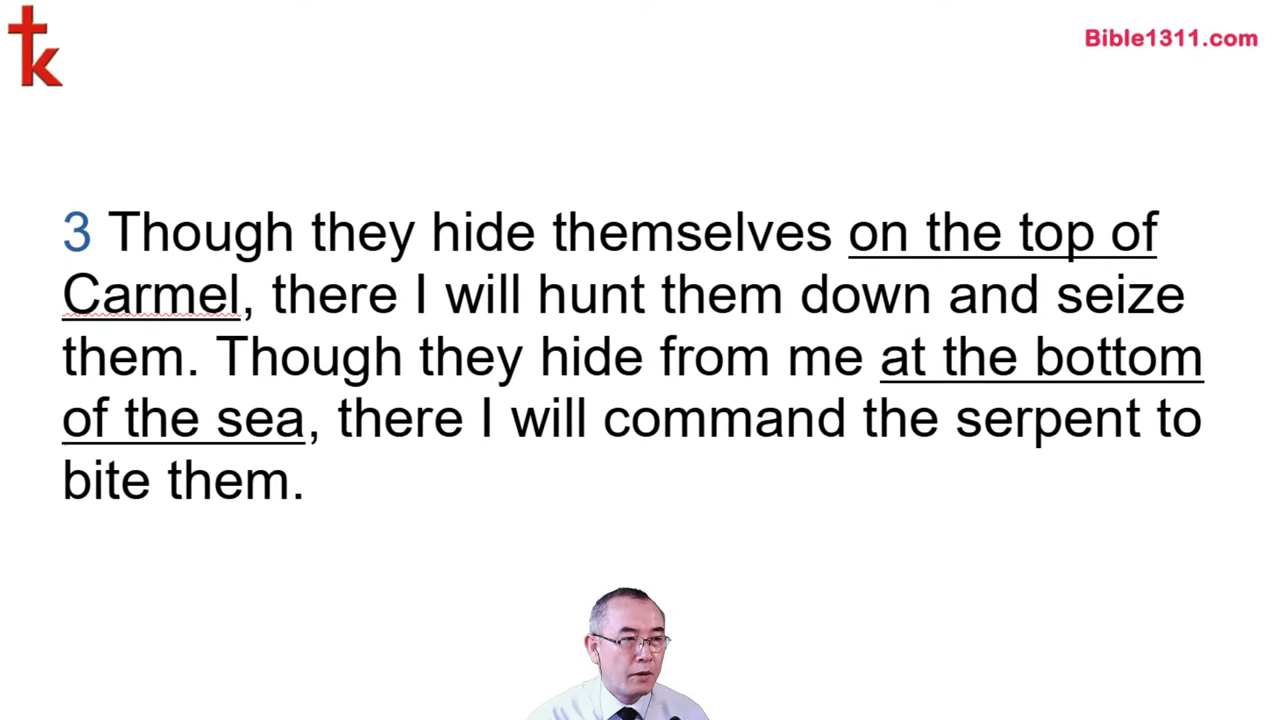 tk
Bible1311.com
3 Though they hide themselves on the top of
Carmel, there I will hunt them down and seize
them. Though they hide from me at the bottom
of the sea, there I will command the serpent to
bite them.